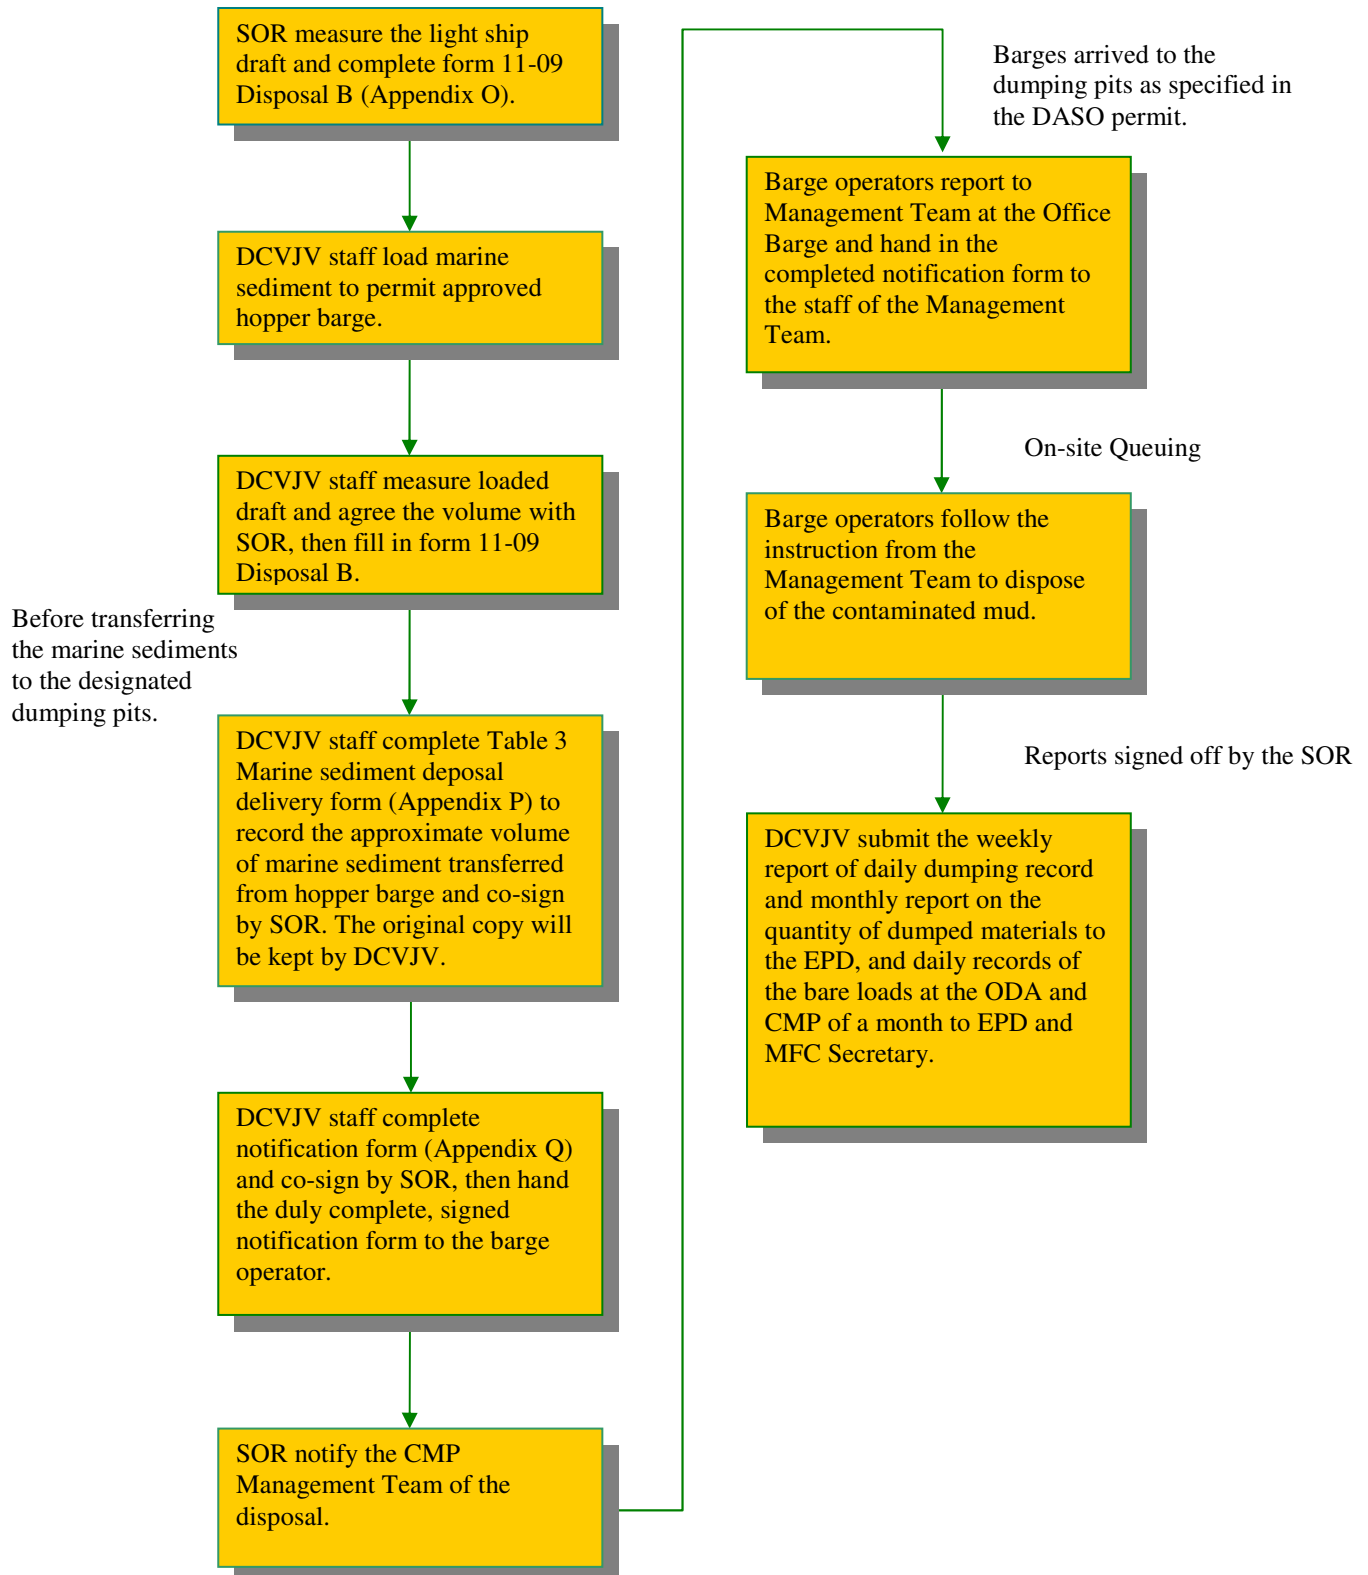 SOR measure the light ship
draft and complete form 11-09
Disposal B (Appendix O).
DCVJV staff load marine
sediment to permit approved
hopper barge.
DCVJV staff measure loaded
draft and agree the volume with
SOR, then fill in form 11-09
Disposal B.
Before transferring
the marine sediments
to the designated
dumping pits.
DCVJV staff complete Table 3
Marine sediment deposal
delivery form (Appendix P) to
record the approximate volume
of marine sediment transferred
from hopper barge and co-sign
by SOR. The original copy will
be kept by DCVJV.
DCVJV staff complete
notification form (Appendix Q)
and co-sign by SOR, then hand
the duly complete, signed
notification form to the barge
operator.
SOR notify the CMP
Management Team of the
disposal.
Barges arrived to the
dumping pits as specified in
the DASO permit.
Barge operators report to
Management Team at the Office
Barge and hand in the
completed notification form to
the staff of the Management
Team.
On-site Queuing
Barge operators follow the
instruction from the
Management Team to dispose
of the contaminated mud.
Reports signed off by the SOR
DCVJV submit the weekly
report of daily dumping record
and monthly report on the
quantity of dumped materials to
the EPD, and daily records of
the bare loads at the ODA and
CMP of a month to EPD and
MFC Secretary.